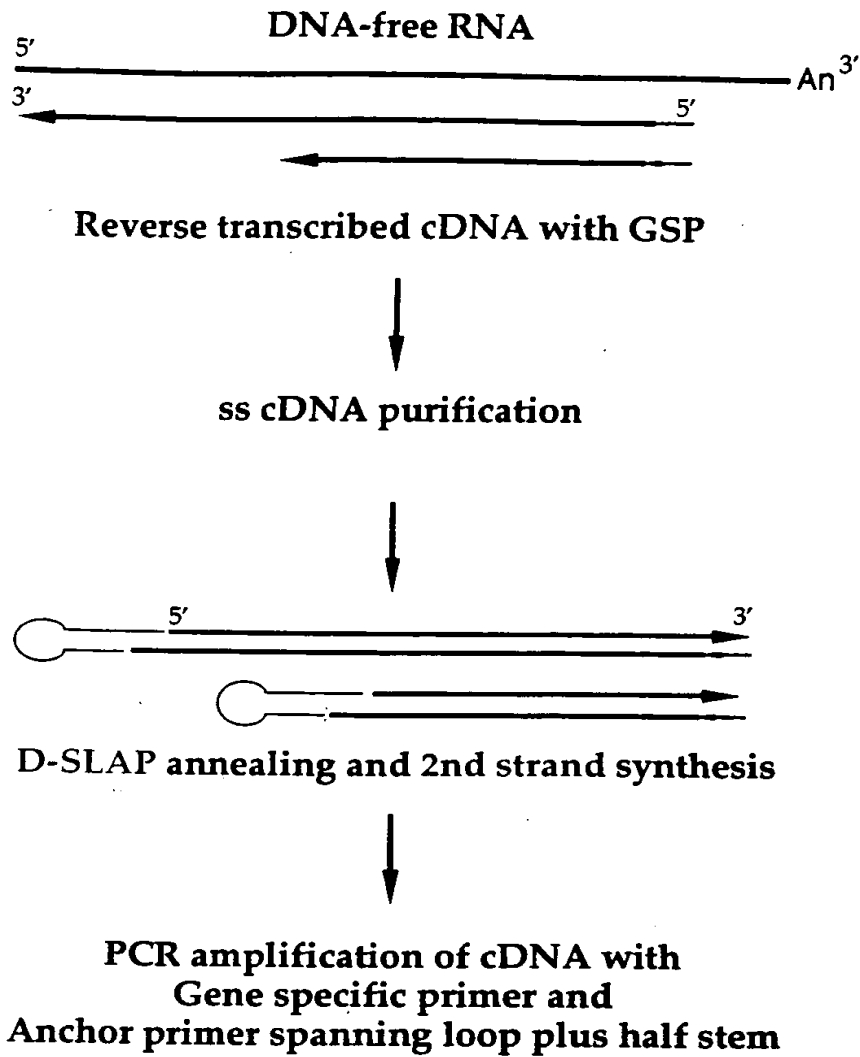 DNA-free RNA
5′
An 3′
3′
5′
Reverse transcribed cDNA with GSP
ss cDNA purification
5′
3′
D-SLAP annealing and 2nd strand synthesis
PCR amplification of cDNA with
Gene specific primer and
Anchor primer spanning loop plus half stem